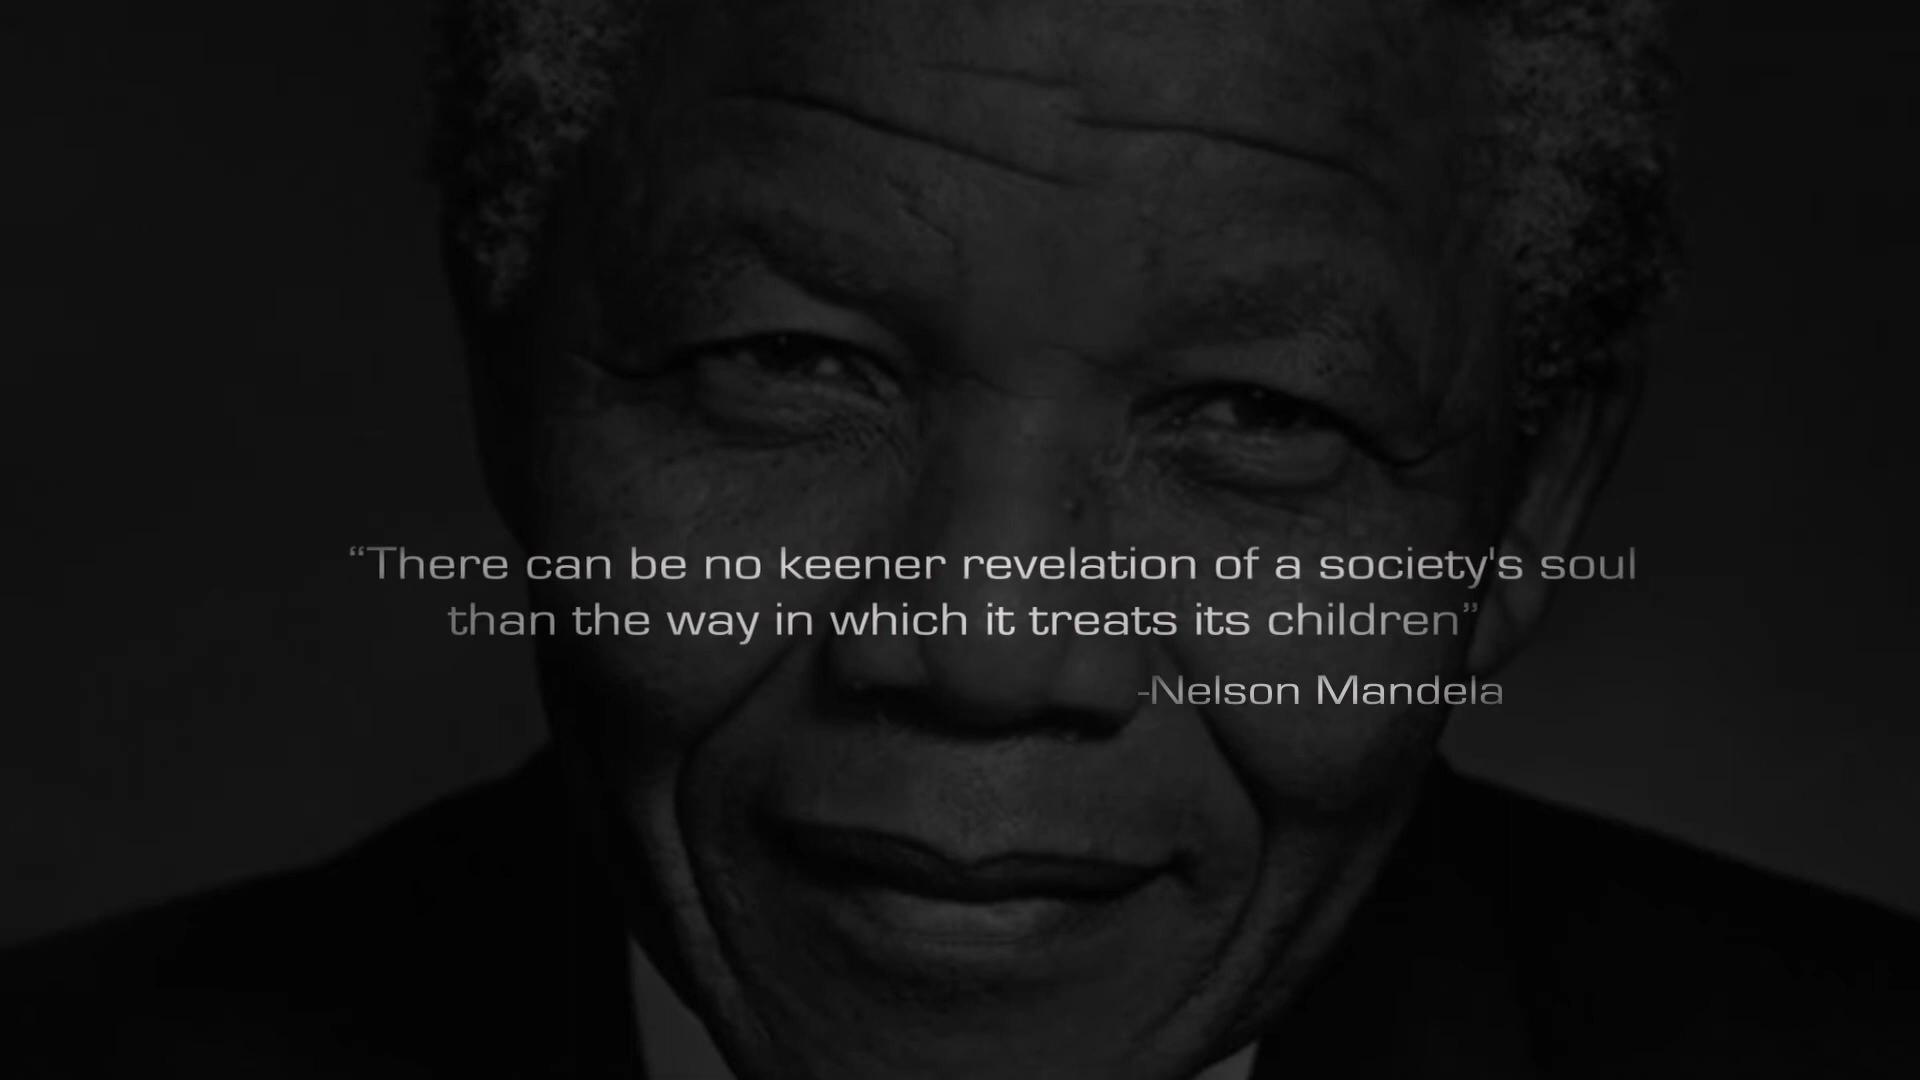 “There can be no keener revelation of a society's soul
than the way in which it treats its children”
-Nelson Mandela